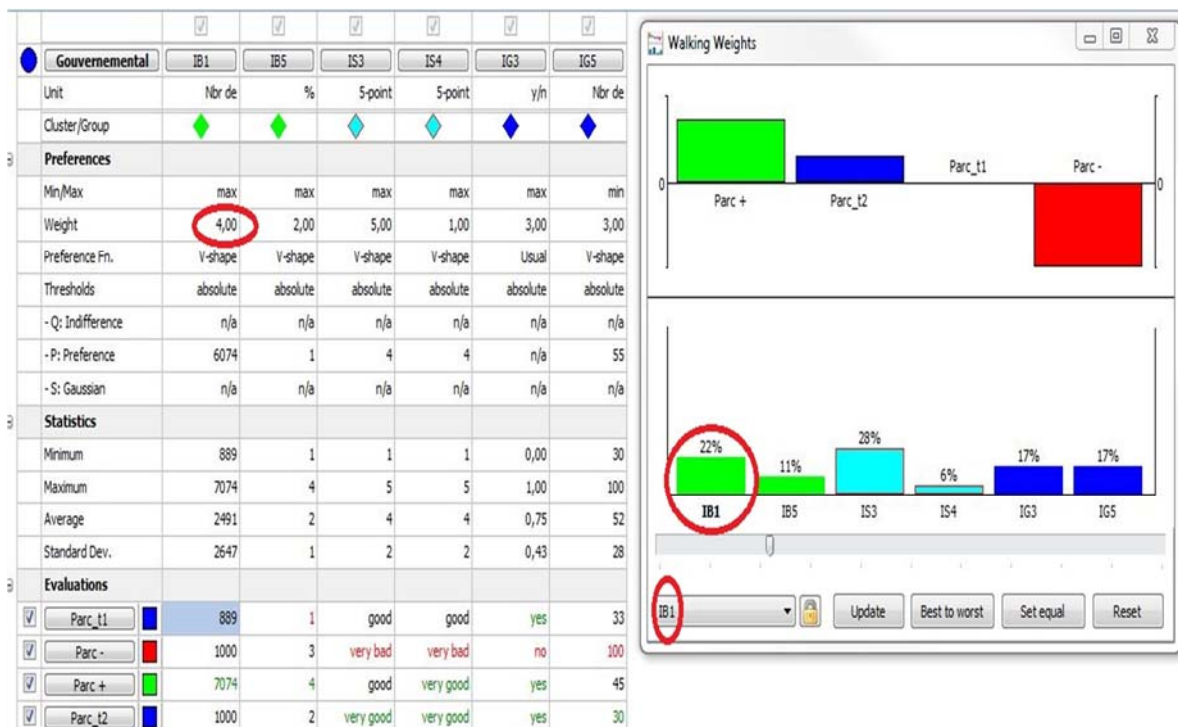 Gouvernemental IB1 IB5 IS3 IS4 IG3 IG5
Unit Nbr de % 5-point 5-point y/n Nbr de
Cluster/Group
Preferences
Min/Max max max max max max min
Weight 4,00 2,00 5,00 1,00 3,00 3,00
Preference Fn. V-shape V-shape V-shape V-shape Usual V-shape
Thresholds absolute absolute absolute absolute absolute absolute
- Q: Indifference n/a n/a n/a n/a n/a n/a
- P: Preference 6074 1 4 4 n/a 55
- S: Gaussian n/a n/a n/a n/a n/a n/a
Statistics
Minimum 889 1 1 1 0,00 30
Maximum 7074 4 5 5 1,00 100
Average 2491 2 4 4 0,75 52
Standard Dev. 2647 1 2 2 0,43 28
Evaluations
Parc_t1 889 1 good good yes 33
Parc - 1000 3 very bad very bad no 100
Parc + 7074 4 good very good yes 45
Parc_t2 1000 2 very good very good yes 30
Walking Weights
Parc_t1 Parc -
0 0
Parc + Parc_t2
22% 11% 28% 6% 17% 17%
IB1 IB5 IS3 IS4 IG3 IG5
IB1 Update Best to worst Set equal Reset